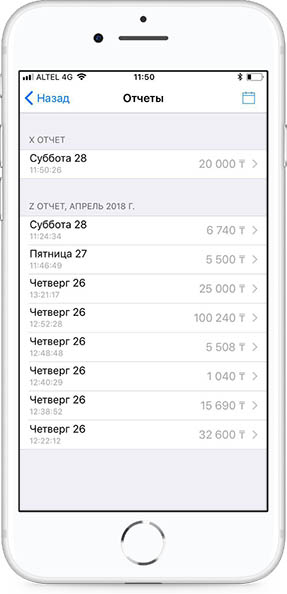 ALTEL 4G 11:50
Назад Отчеты
X ОТЧЕТ
Суббота 28
20 000 ₸
11:50:26
Z ОТЧЕТ, АПРЕЛЬ 2018 Г.
Суббота 28
6 740 ₸
11:24:34
Пятница 27
5 500 ₸
11:46:49
Четверг 26
25 000 ₸
13:21:17
Четверг 26
100 240 ₸
12:52:28
Четверг 26
5 508 ₸
12:48:48
Четверг 26
1 040 ₸
12:40:29
Четверг 26
15 690 ₸
12:38:52
Четверг 26
32 600 ₸
12:22:12